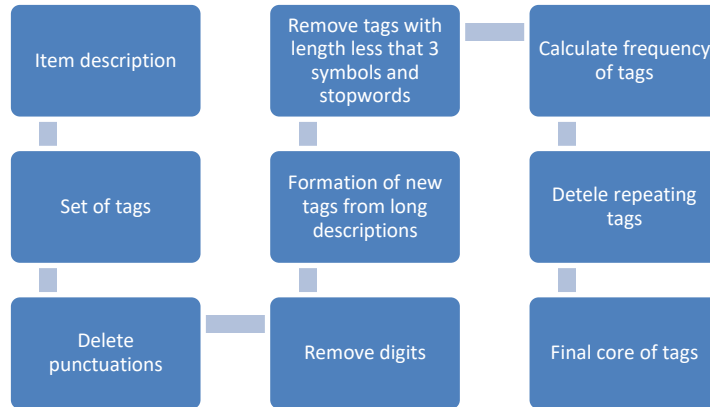 Item description
Set of tags
Delete
punctuations
Remove digits
Formation of new
tags from long
descriptions
Remove tags with
length less that 3
symbols and
stopwords
Calculate frequency
of tags
Detele repeating
tags
Final core of tags